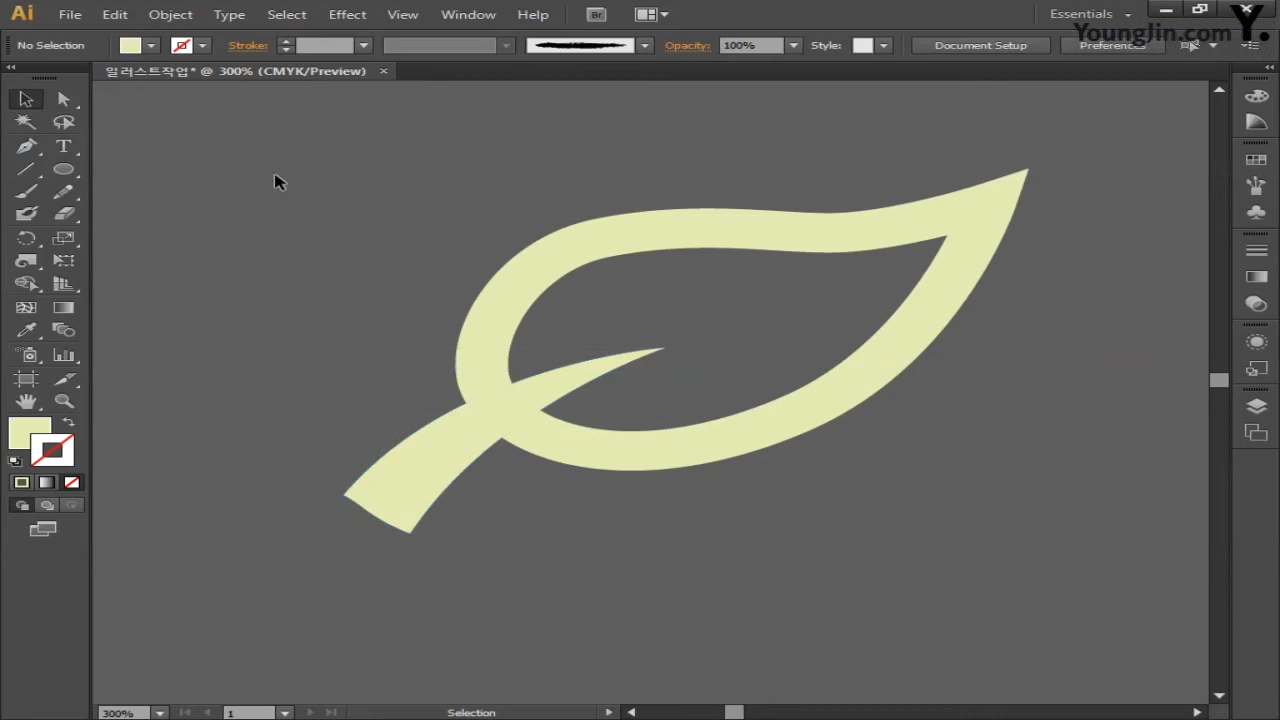 Ai File Edit Object Type Select Effect View Window Help Br Essentials
No Selection Stroke: Opacity: 100% Style: Document Setup Preferences
YoungJin.com Y.
일러스트작업* @ 300% (CMYK/Preview) ×
T
300% 1 Selection